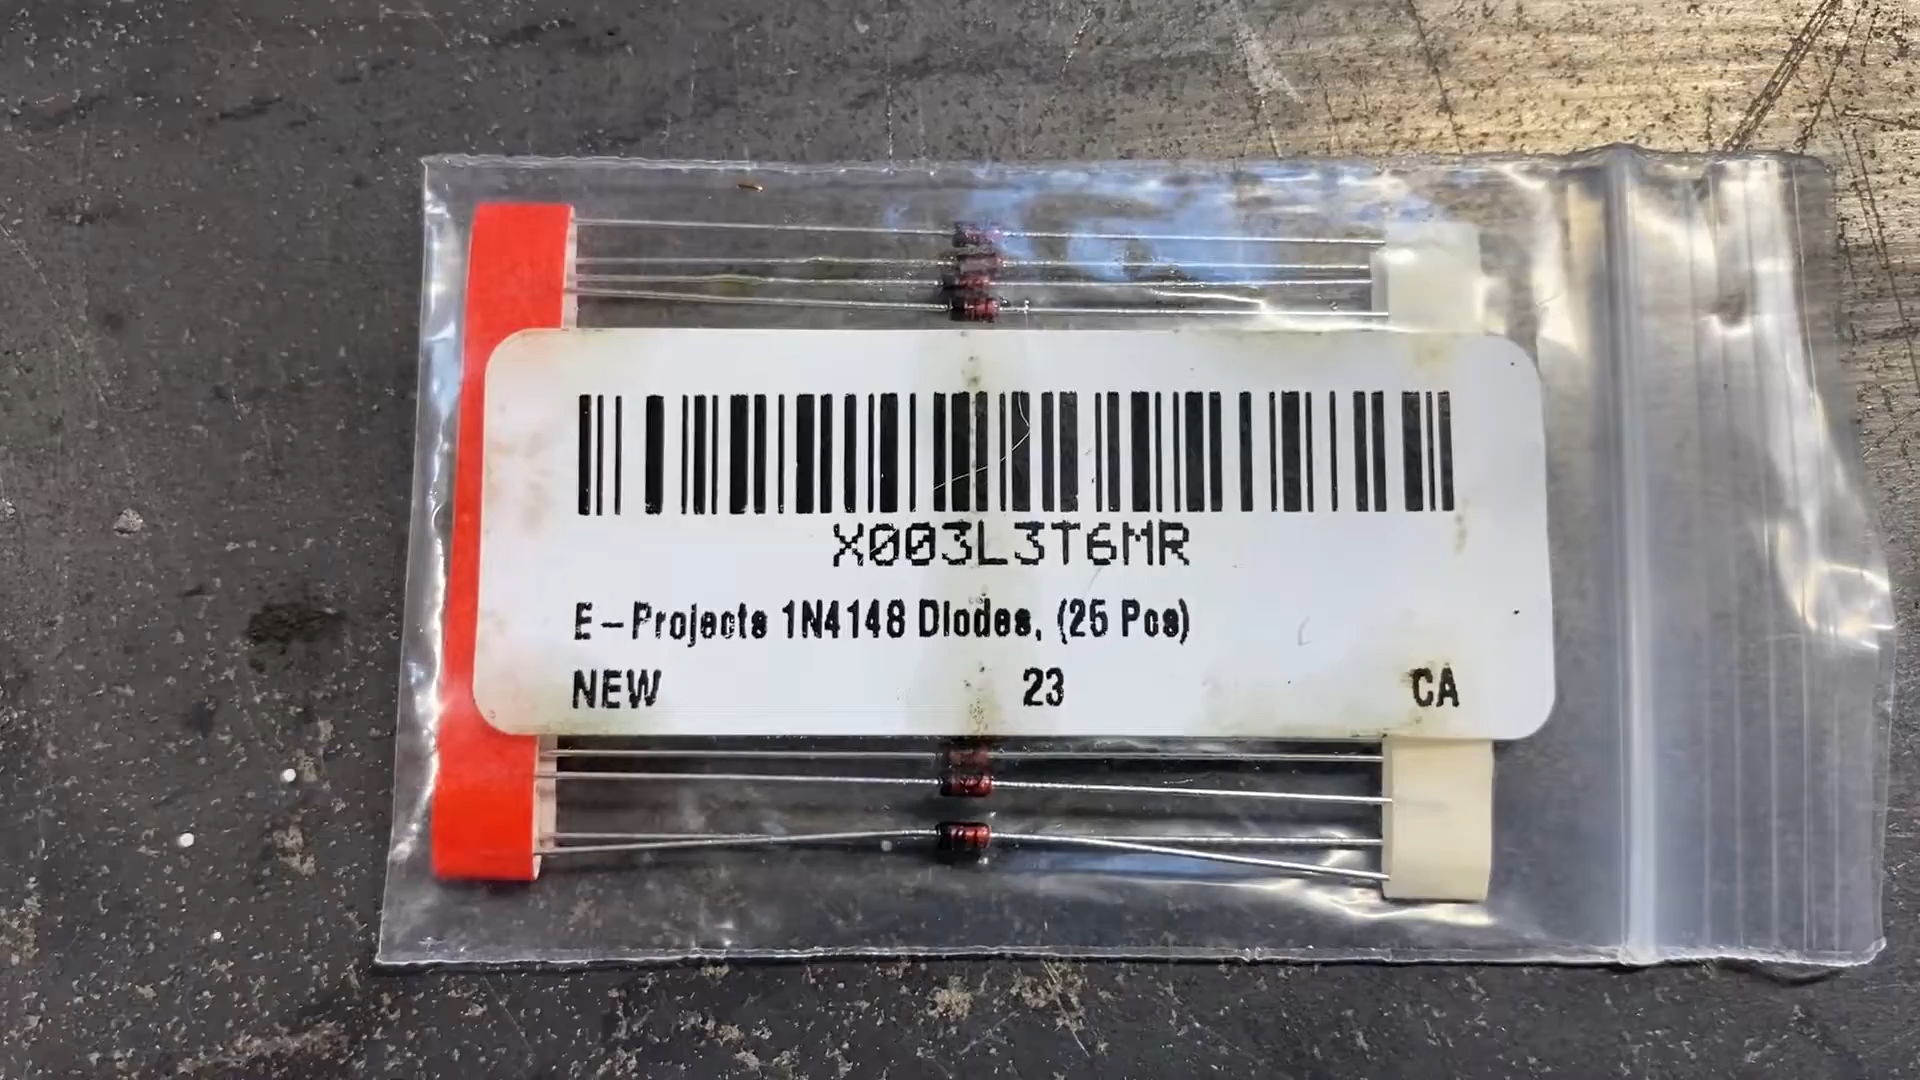 X003L3T6MR
E-Projects 1N4148 Diodes, (25 Pcs)
NEW 23 CA